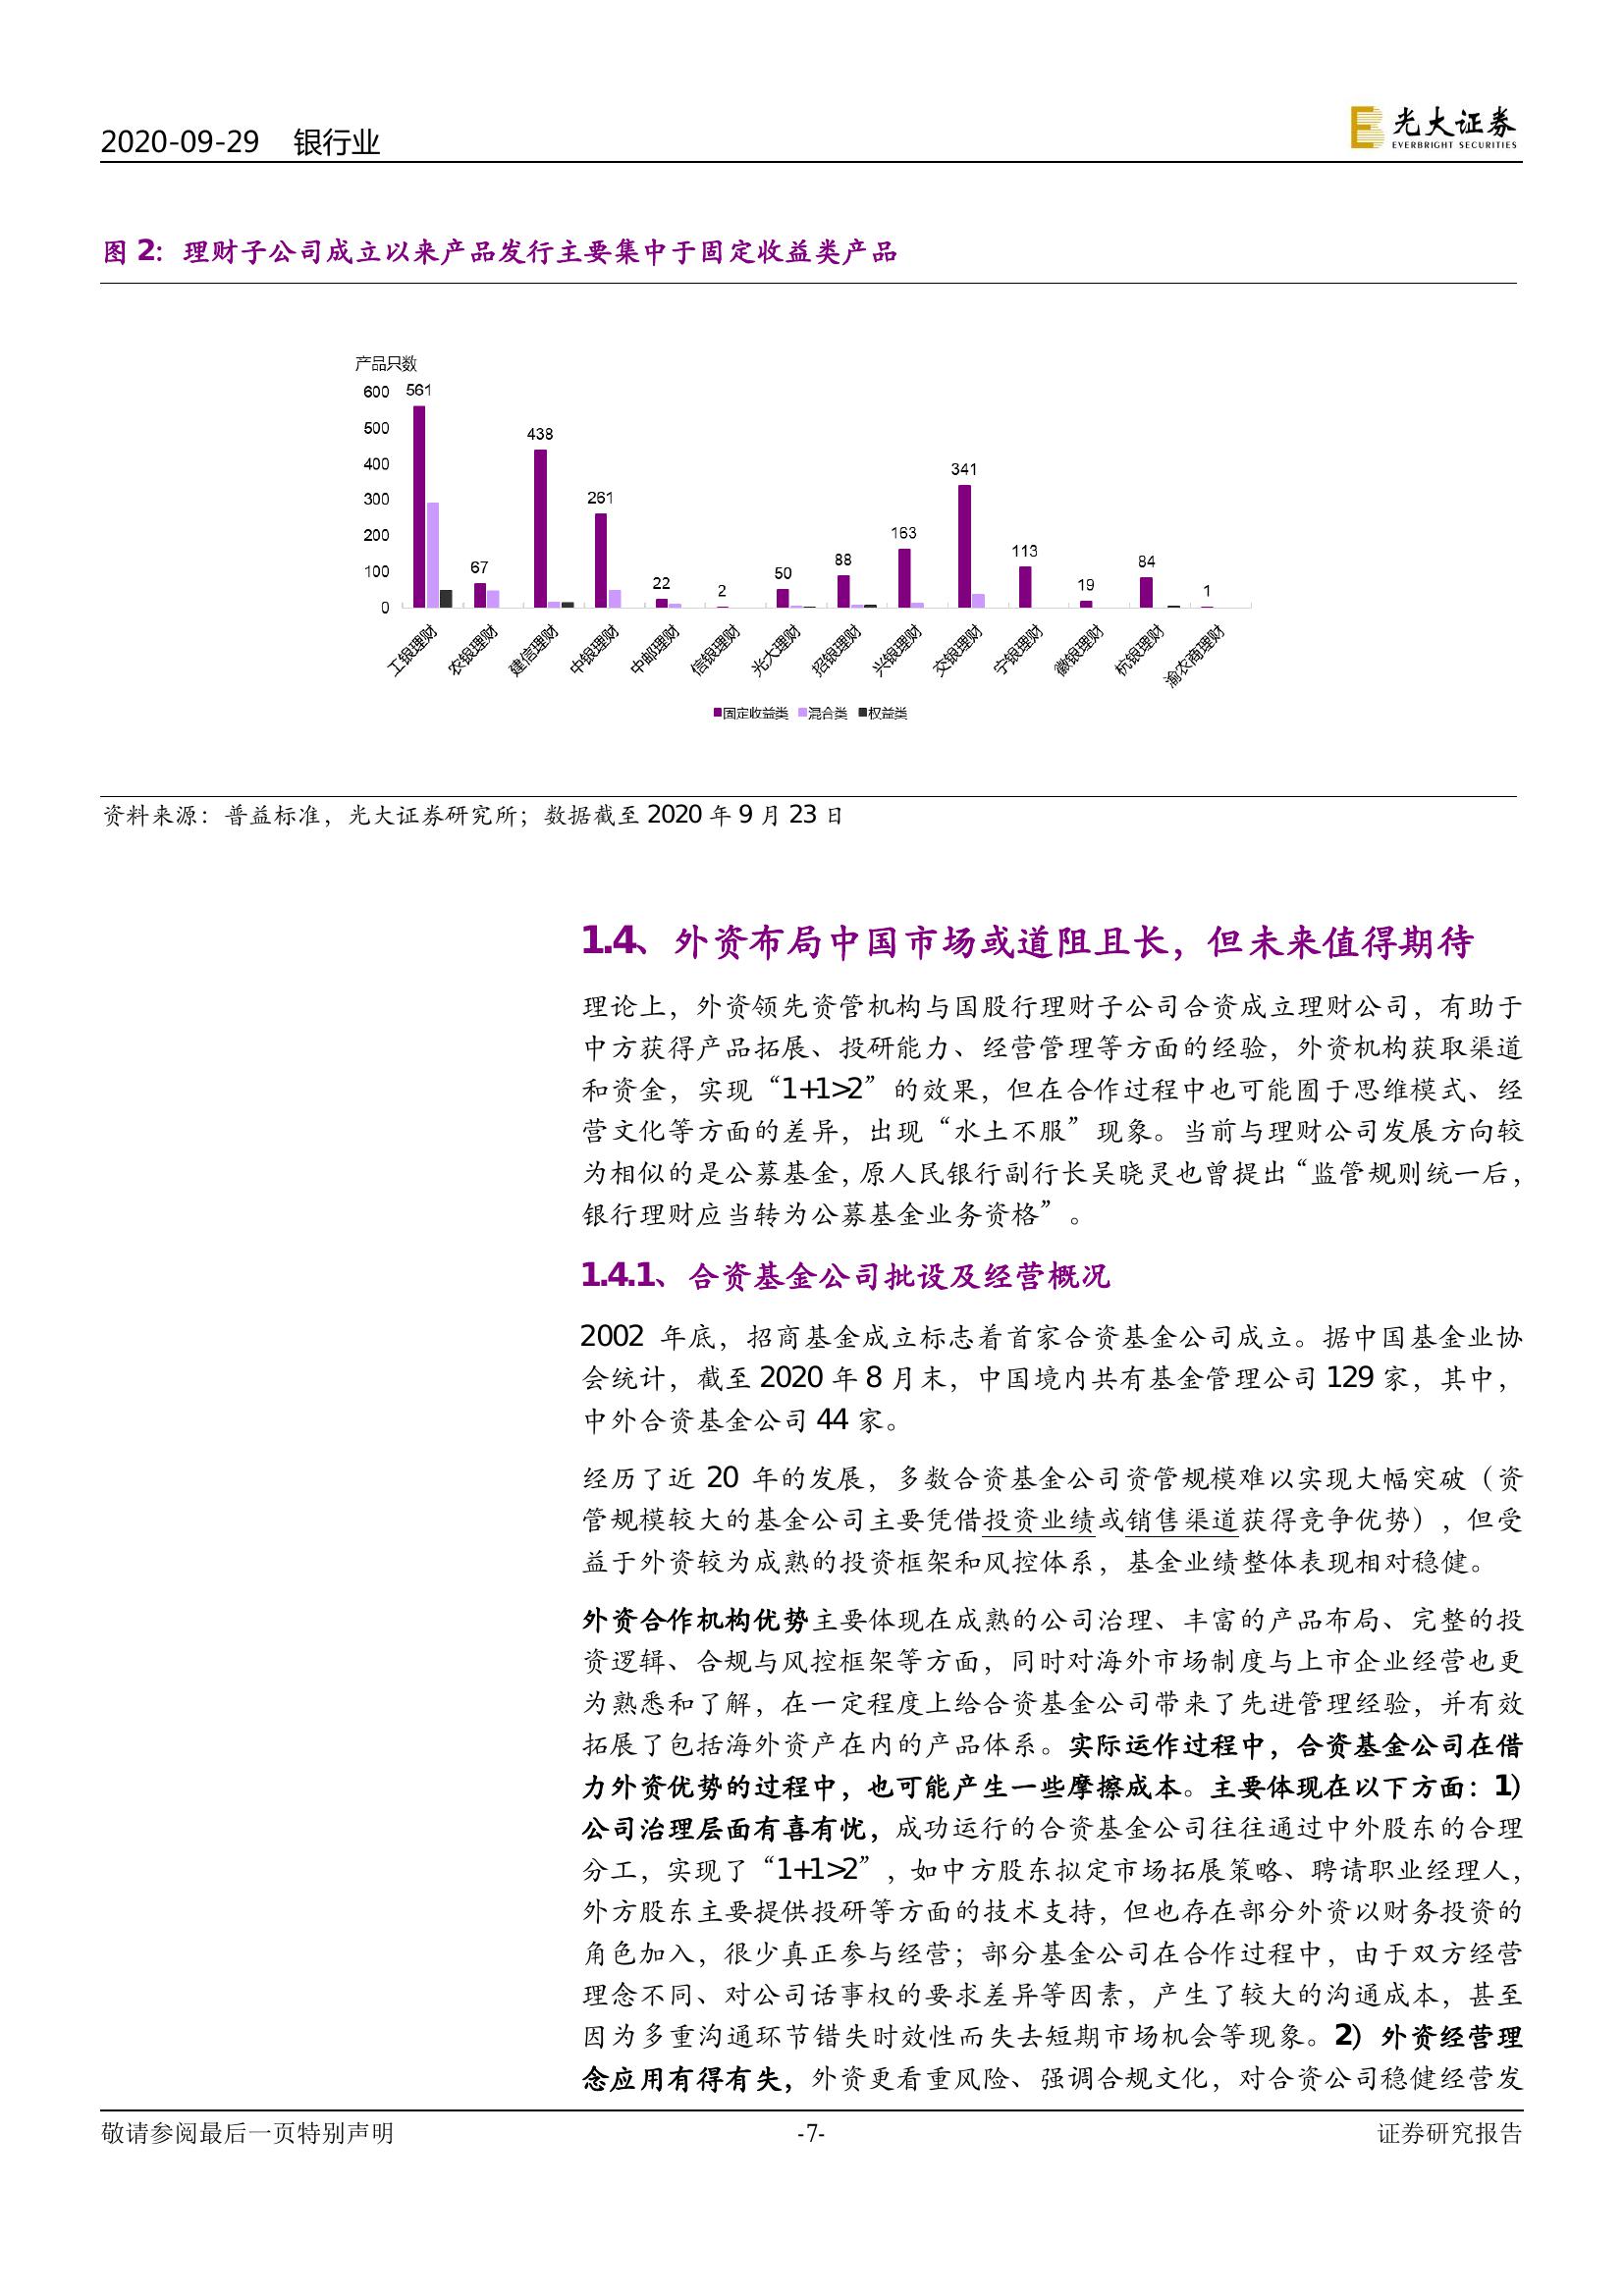 2020-09-29 银行业
光大证券
EVERBRIGHT SECURITIES
图 2：理财子公司成立以来产品发行主要集中于固定收益类产品
产品只数
600
500
400
300
200
100
0
561
67
438
261
22
2
50
88
163
341
113
19
84
1
工银理财
农银理财
建信理财
中银理财
中邮理财
信银理财
光大理财
招银理财
兴银理财
交银理财
宁银理财
徽银理财
杭银理财
渝农商理财
固定收益类 混合类 权益类
资料来源：普益标准，光大证券研究所；数据截至 2020 年 9 月 23 日
1.4、外资布局中国市场或道阻且长，但未来值得期待
理论上，外资领先资管机构与国股行理财子公司合资成立理财公司，有助于
中方获得产品拓展、投研能力、经营管理等方面的经验，外资机构获取渠道
和资金，实现“1+1>2”的效果，但在合作过程中也可能囿于思维模式、经
营文化等方面的差异，出现“水土不服”现象。当前与理财公司发展方向较
为相似的是公募基金，原人民银行副行长吴晓灵也曾提出“监管规则统一后，
银行理财应当转为公募基金业务资格”。
1.4.1、合资基金公司批设及经营概况
2002 年底，招商基金成立标志着首家合资基金公司成立。据中国基金业协
会统计，截至 2020 年 8 月末，中国境内共有基金管理公司 129 家，其中，
中外合资基金公司 44 家。
经历了近 20 年的发展，多数合资基金公司资管规模难以实现大幅突破（资
管规模较大的基金公司主要凭借投资业绩或销售渠道获得竞争优势），但受
益于外资较为成熟的投资框架和风控体系，基金业绩整体表现相对稳健。
外资合作机构优势主要体现在成熟的公司治理、丰富的产品布局、完整的投
资逻辑、合规与风控框架等方面，同时对海外市场制度与上市企业经营也更
为熟悉和了解，在一定程度上给合资基金公司带来了先进管理经验，并有效
拓展了包括海外资产在内的产品体系。实际运作过程中，合资基金公司在借
力外资优势的过程中，也可能产生一些摩擦成本。主要体现在以下方面：1）
公司治理层面有喜有忧，成功运行的合资基金公司往往通过中外股东的合理
分工，实现了“1+1>2”，如中方股东拟定市场拓展策略、聘请职业经理人，
外方股东主要提供投研等方面的技术支持，但也存在部分外资以财务投资的
角色加入，很少真正参与经营；部分基金公司在合作过程中，由于双方经营
理念不同、对公司话事权的要求差异等因素，产生了较大的沟通成本，甚至
因为多重沟通环节错失时效性而失去短期市场机会等现象。2）外资经营理
念应用有得有失，外资更看重风险、强调合规文化，对合资公司稳健经营发
敬请参阅最后一页特别声明 -7- 证券研究报告